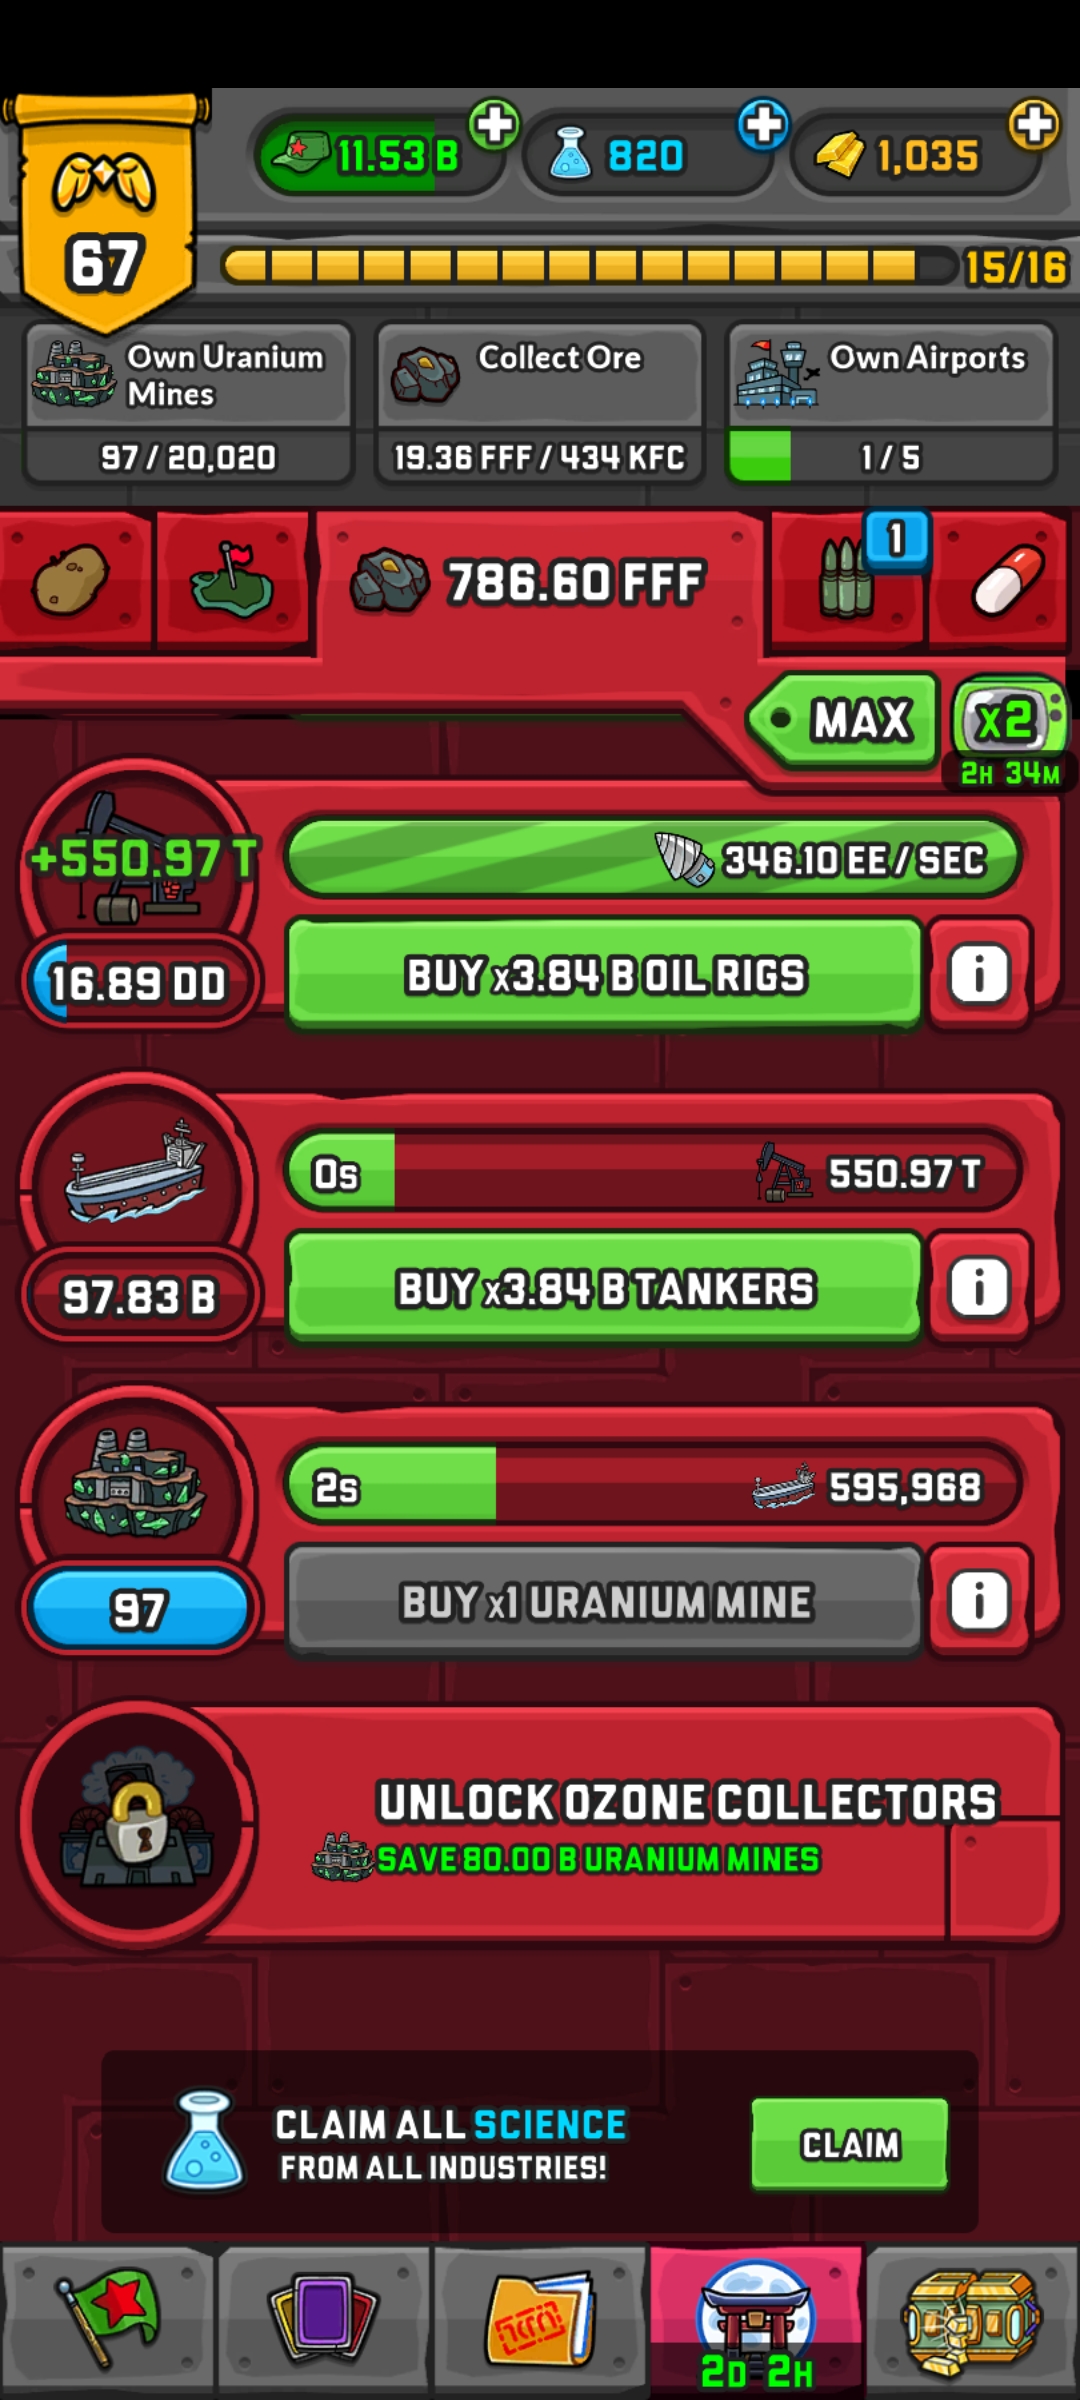 11.53 B
820
1,035
67
15/16
Own Uranium
Mines
97 / 20,020
Collect Ore
19.36 FFF / 434 KFC
Own Airports
1 / 5
786.60 FFF
1
MAX
x2
2H 34M
+550.97 T
346.10 EE / SEC
16.89 DD
BUY x3.84 B OIL RIGS
i
0s
550.97 T
97.83 B
BUY x3.84 B TANKERS
i
2s
595,968
97
BUY x1 URANIUM MINE
i
UNLOCK OZONE COLLECTORS
SAVE 80.00 B URANIUM MINES
CLAIM ALL SCIENCE
FROM ALL INDUSTRIES!
CLAIM
2D 2H